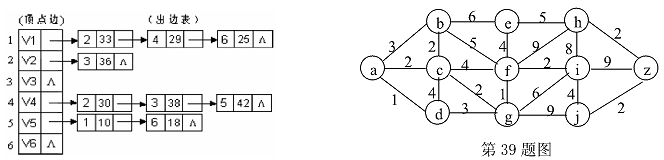 (顶点边) (出边表)
1 V1 2 33 4 29 6 25 Λ
2 V2 3 36 Λ
3 V3 Λ
4 V4 2 30 3 38 5 42 Λ
5 V5 1 10 6 18 Λ
6 V6 Λ
b 6 e 5 h
3 2 5 4 9 8 2
a 2 c 4 f 2 i 9 z
1 4 2 1 6 4 2
d 3 g 9 j
第 39 题图